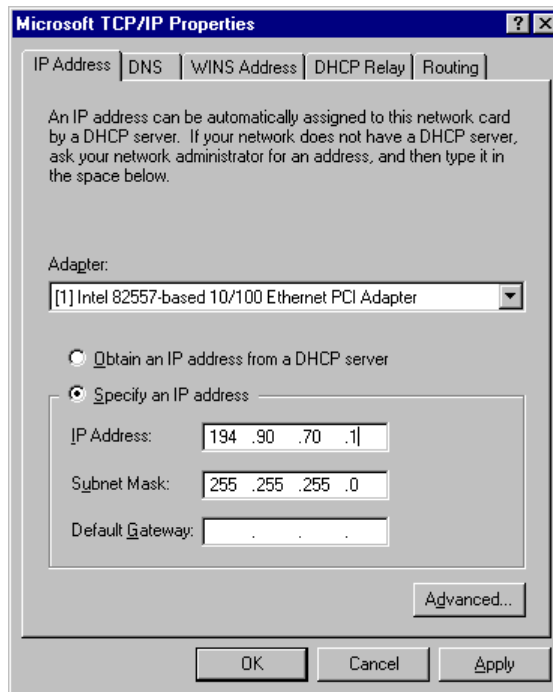 Microsoft TCP/IP Properties
IP Address
DNS
WINS Address
DHCP Relay
Routing
An IP address can be automatically assigned to this network card
by a DHCP server. If your network does not have a DHCP server,
ask your network administrator for an address, and then type it in
the space below.
Adapter:
[1] Intel 82557-based 10/100 Ethernet PCI Adapter
Obtain an IP address from a DHCP server
Specify an IP address
IP Address: 194 .90 .70 .1
Subnet Mask: 255 .255 .255 .0
Default Gateway: . . .
Advanced...
OK
Cancel
Apply